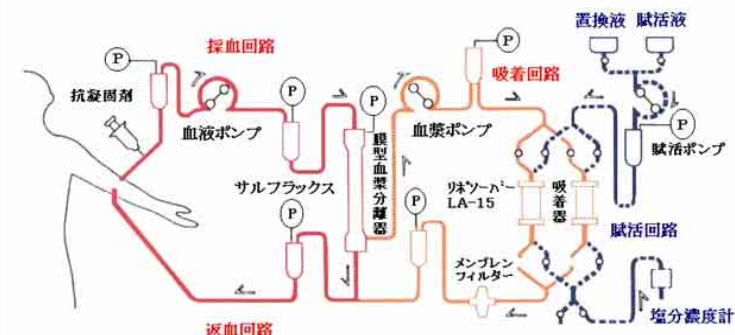 置換液 賦活液
採血回路
P
P
吸着回路
抗凝固剤
P
P
血液ポンプ
血漿ポンプ
P
賦活ポンプ
サルフラックス
膜型血漿分離器
リポソーバー
LA-15
吸着器
P
P
賦活回路
メンブレン
フィルター
塩分濃度計
返血回路